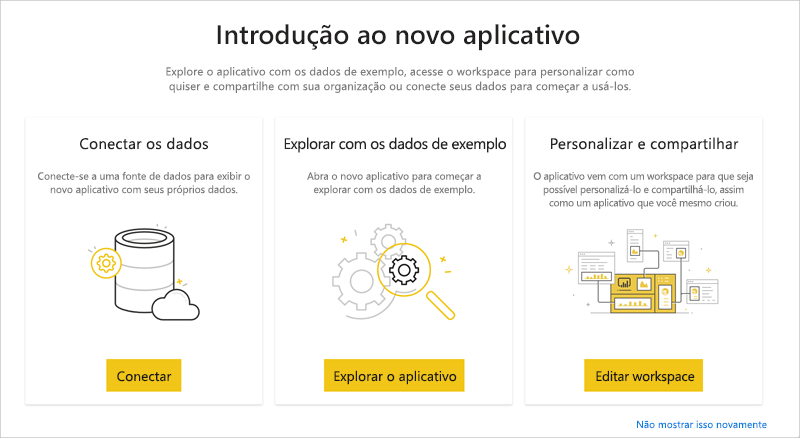 Introdução ao novo aplicativo
Explore o aplicativo com os dados de exemplo, acesse o workspace para personalizar como
quiser e compartilhe com sua organização ou conecte seus dados para começar a usá-los.
Conectar os dados
Conecte-se a uma fonte de dados para exibir o
novo aplicativo com seus próprios dados.
Conectar
Explorar com os dados de exemplo
Abra o novo aplicativo para começar a
explorar com os dados de exemplo.
Explorar o aplicativo
Personalizar e compartilhar
O aplicativo vem com um workspace para que seja
possível personalizá-lo e compartilhá-lo, assim
como um aplicativo que você mesmo criou.
Editar workspace
Não mostrar isso novamente